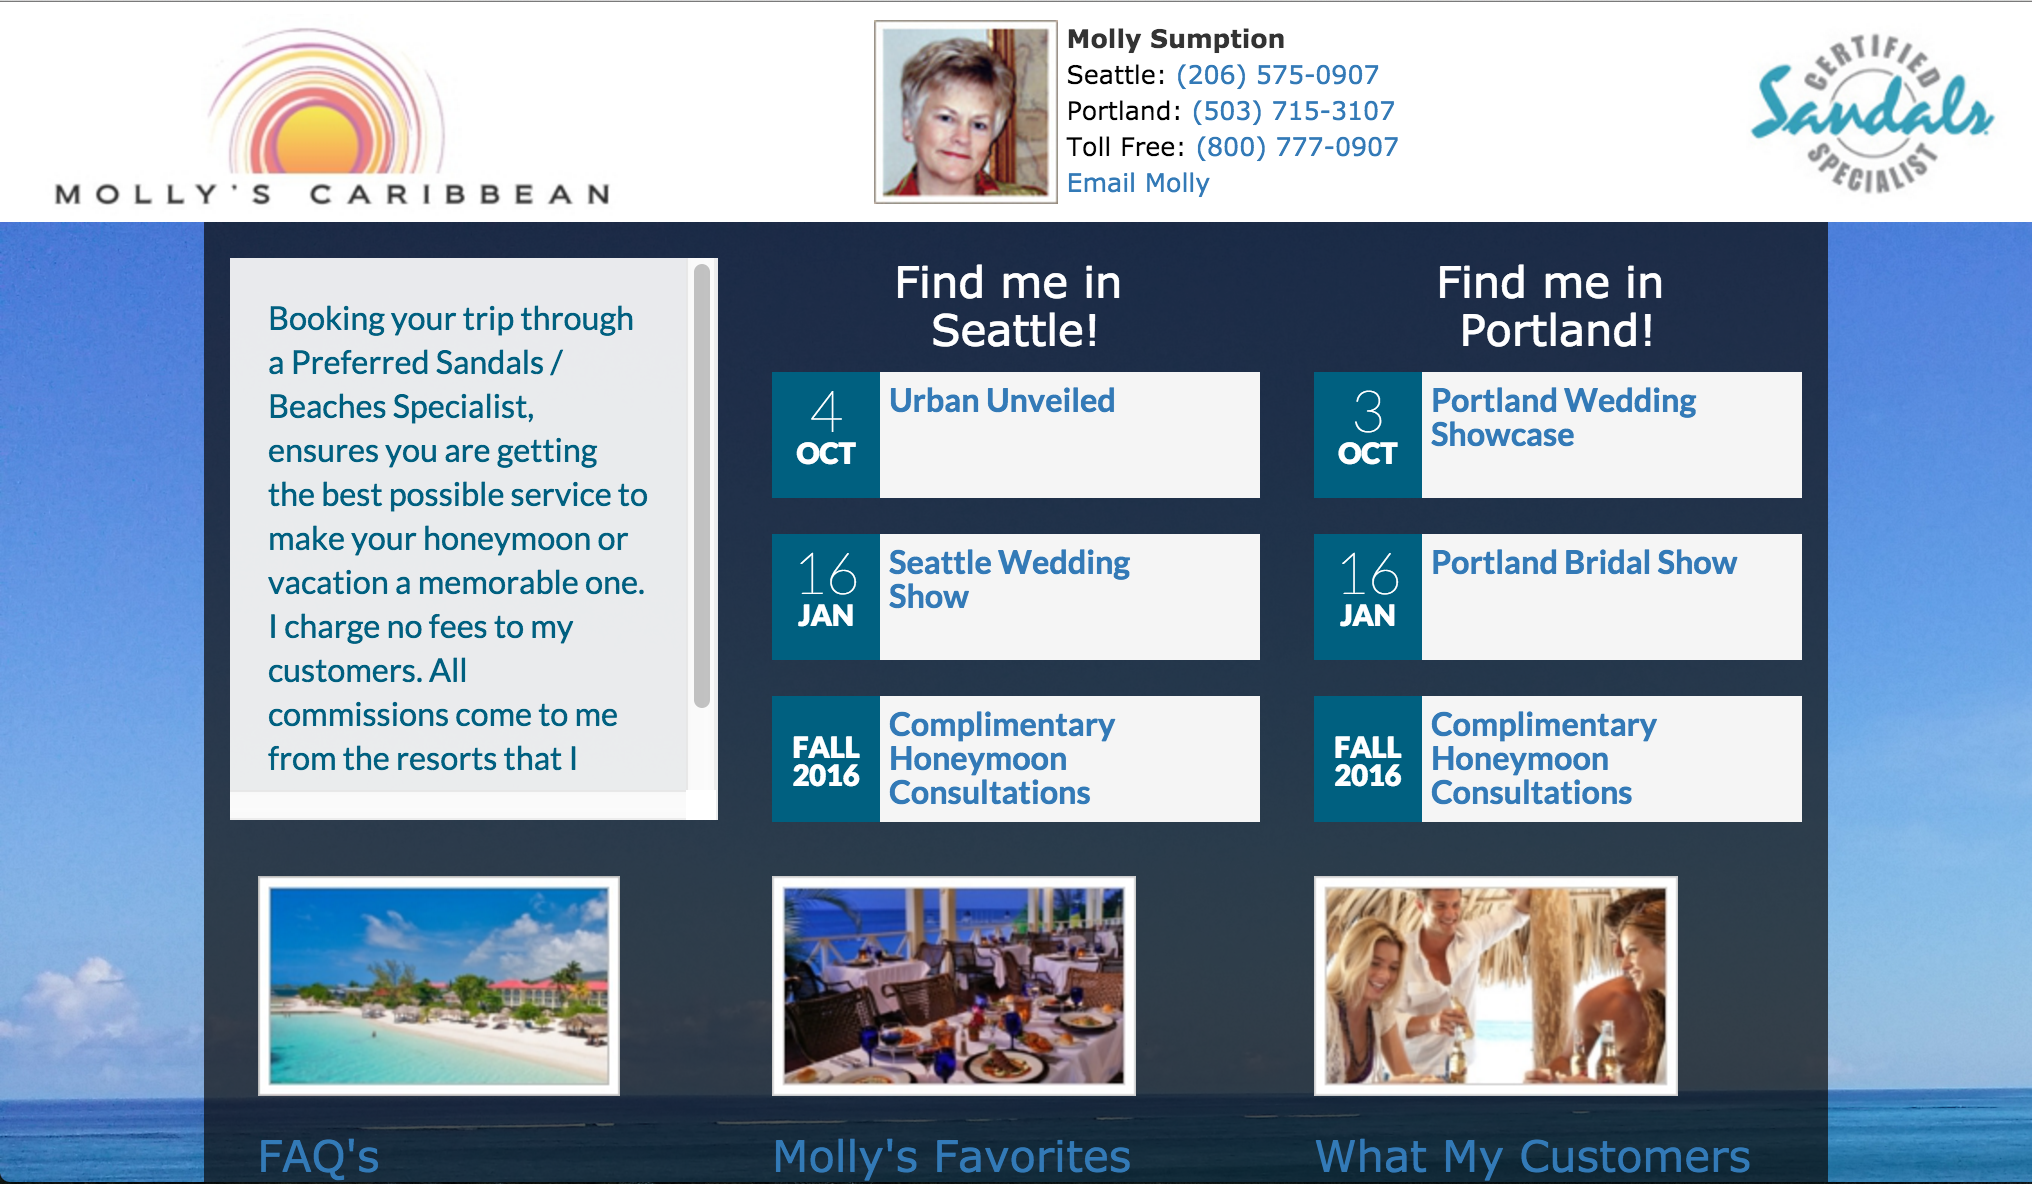 MOLLY'S CARIBBEAN
Molly Sumption
Seattle: (206) 575-0907
Portland: (503) 715-3107
Toll Free: (800) 777-0907
Email Molly
CERTIFIED
Sandals
SPECIALIST
Booking your trip through
a Preferred Sandals /
Beaches Specialist,
ensures you are getting
the best possible service to
make your honeymoon or
vacation a memorable one.
I charge no fees to my
customers. All
commissions come to me
from the resorts that I
Find me in
Seattle!
4
OCT
Urban Unveiled
16
JAN
Seattle Wedding
Show
FALL
2016
Complimentary
Honeymoon
Consultations
Find me in
Portland!
3
OCT
Portland Wedding
Showcase
16
JAN
Portland Bridal Show
FALL
2016
Complimentary
Honeymoon
Consultations
FAQ's
Molly's Favorites
What My Customers